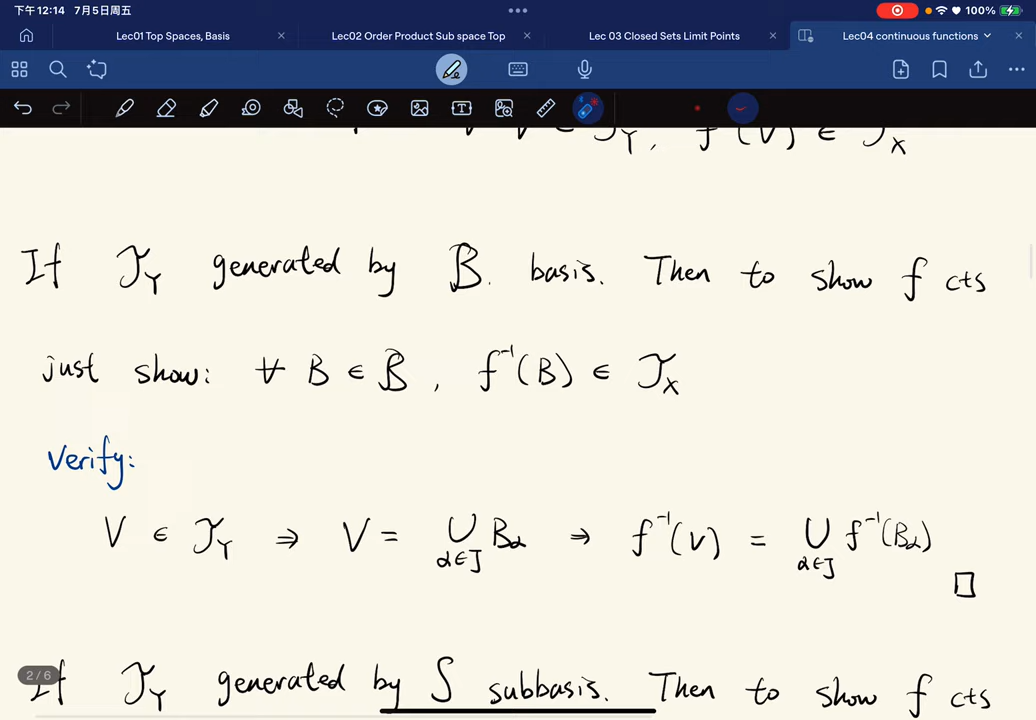 下午12:14 7月5日周五
100%
Lec01 Top Spaces, Basis
Lec02 Order Product Sub space Top
Lec 03 Closed Sets Limit Points
Lec04 continuous functions
∀ V ∈ 𝒯_Y, f⁻¹(V) ∈ 𝒯_X
If 𝒯_Y generated by ℬ. basis. Then to show f cts
just show: ∀ B ∈ ℬ, f⁻¹(B) ∈ 𝒯_X
Verify:
V ∈ 𝒯_Y ⇒ V = ∪_{α∈J} B_α ⇒ f⁻¹(V) = ∪_{α∈J} f⁻¹(B_α)
□
2/6
If 𝒯_Y generated by S subbasis. Then to show f cts